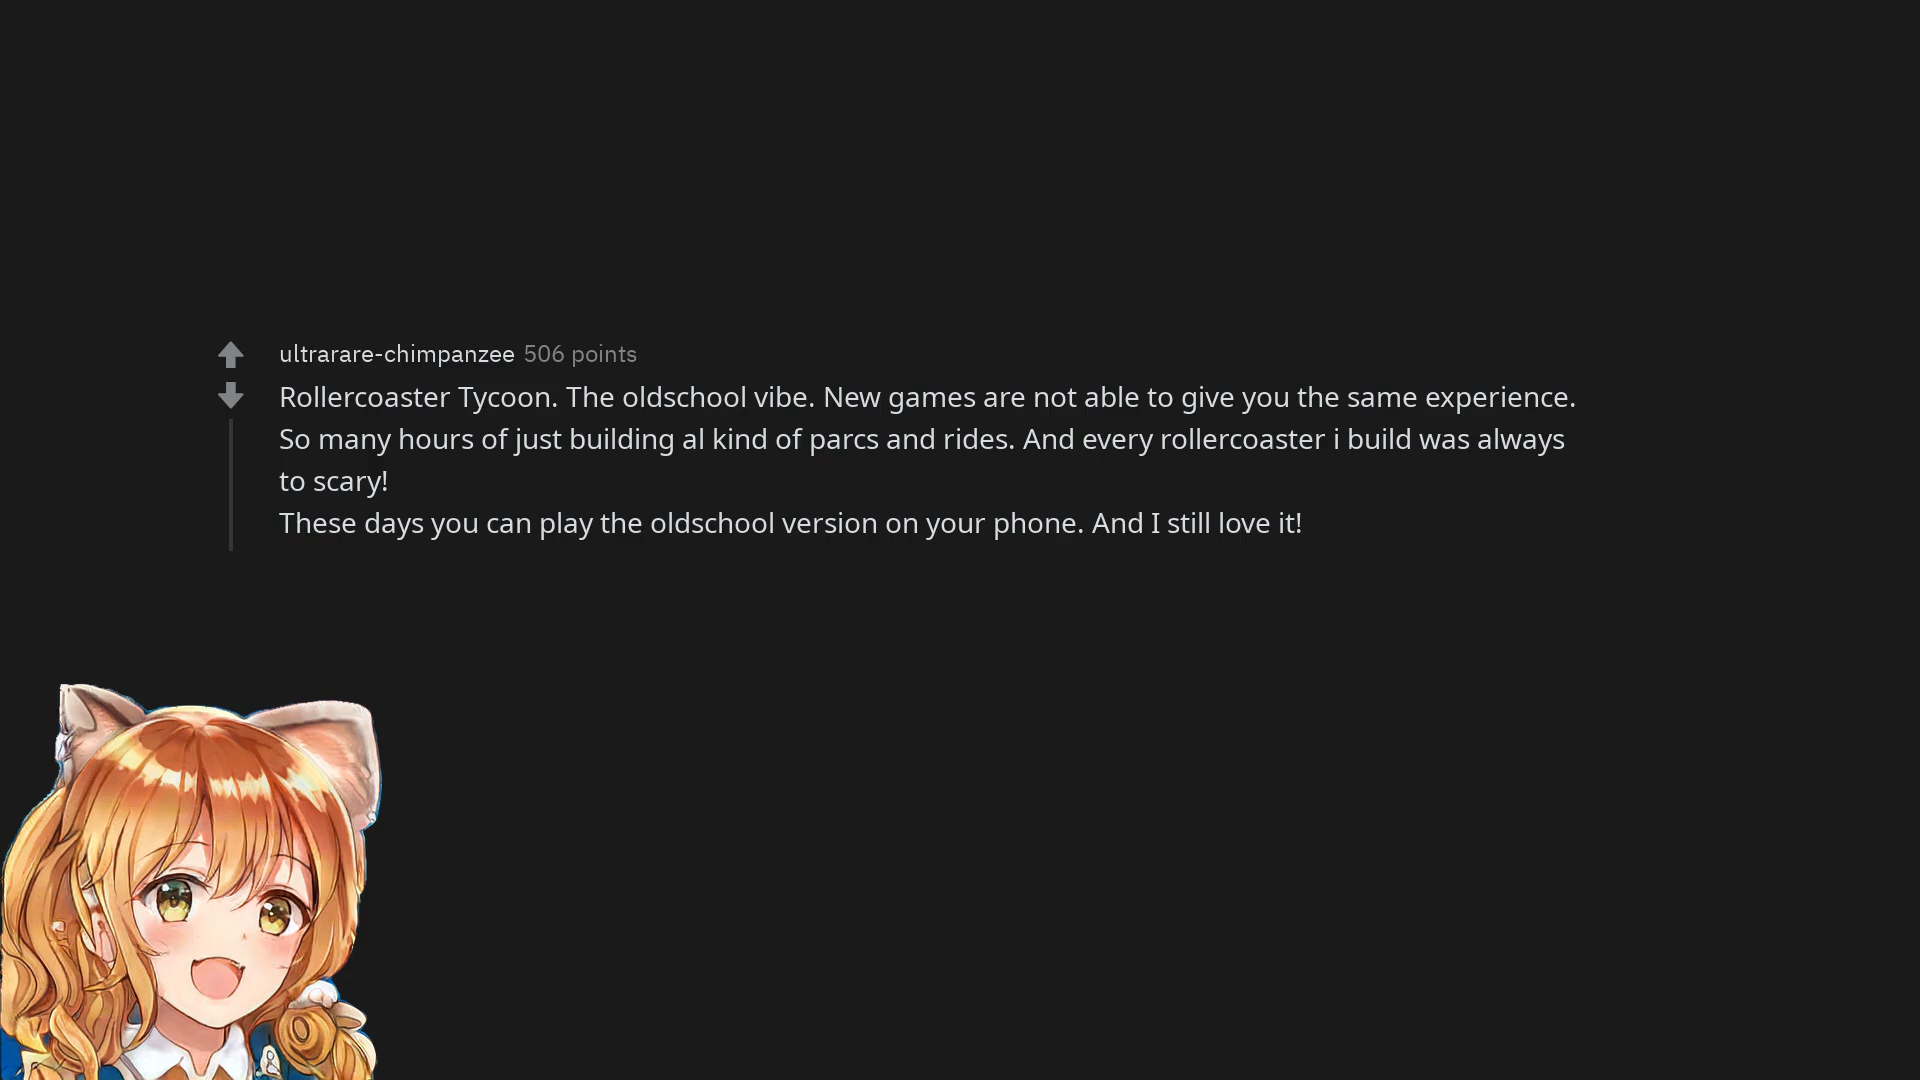 ultrarare-chimpanzee 506 points
Rollercoaster Tycoon. The oldschool vibe. New games are not able to give you the same experience.
So many hours of just building al kind of parcs and rides. And every rollercoaster i build was always
to scary!
These days you can play the oldschool version on your phone. And I still love it!